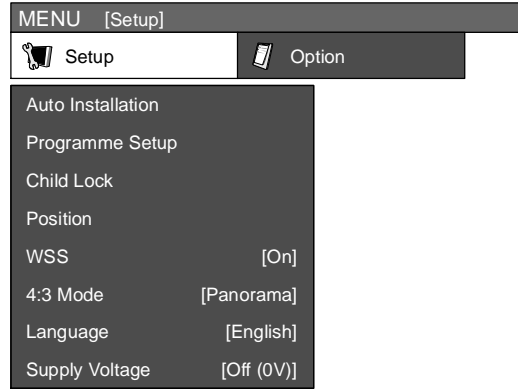 MENU [Setup]
Setup Option
Auto Installation
Programme Setup
Child Lock
Position
WSS [On]
4:3 Mode [Panorama]
Language [English]
Supply Voltage [Off (0V)]